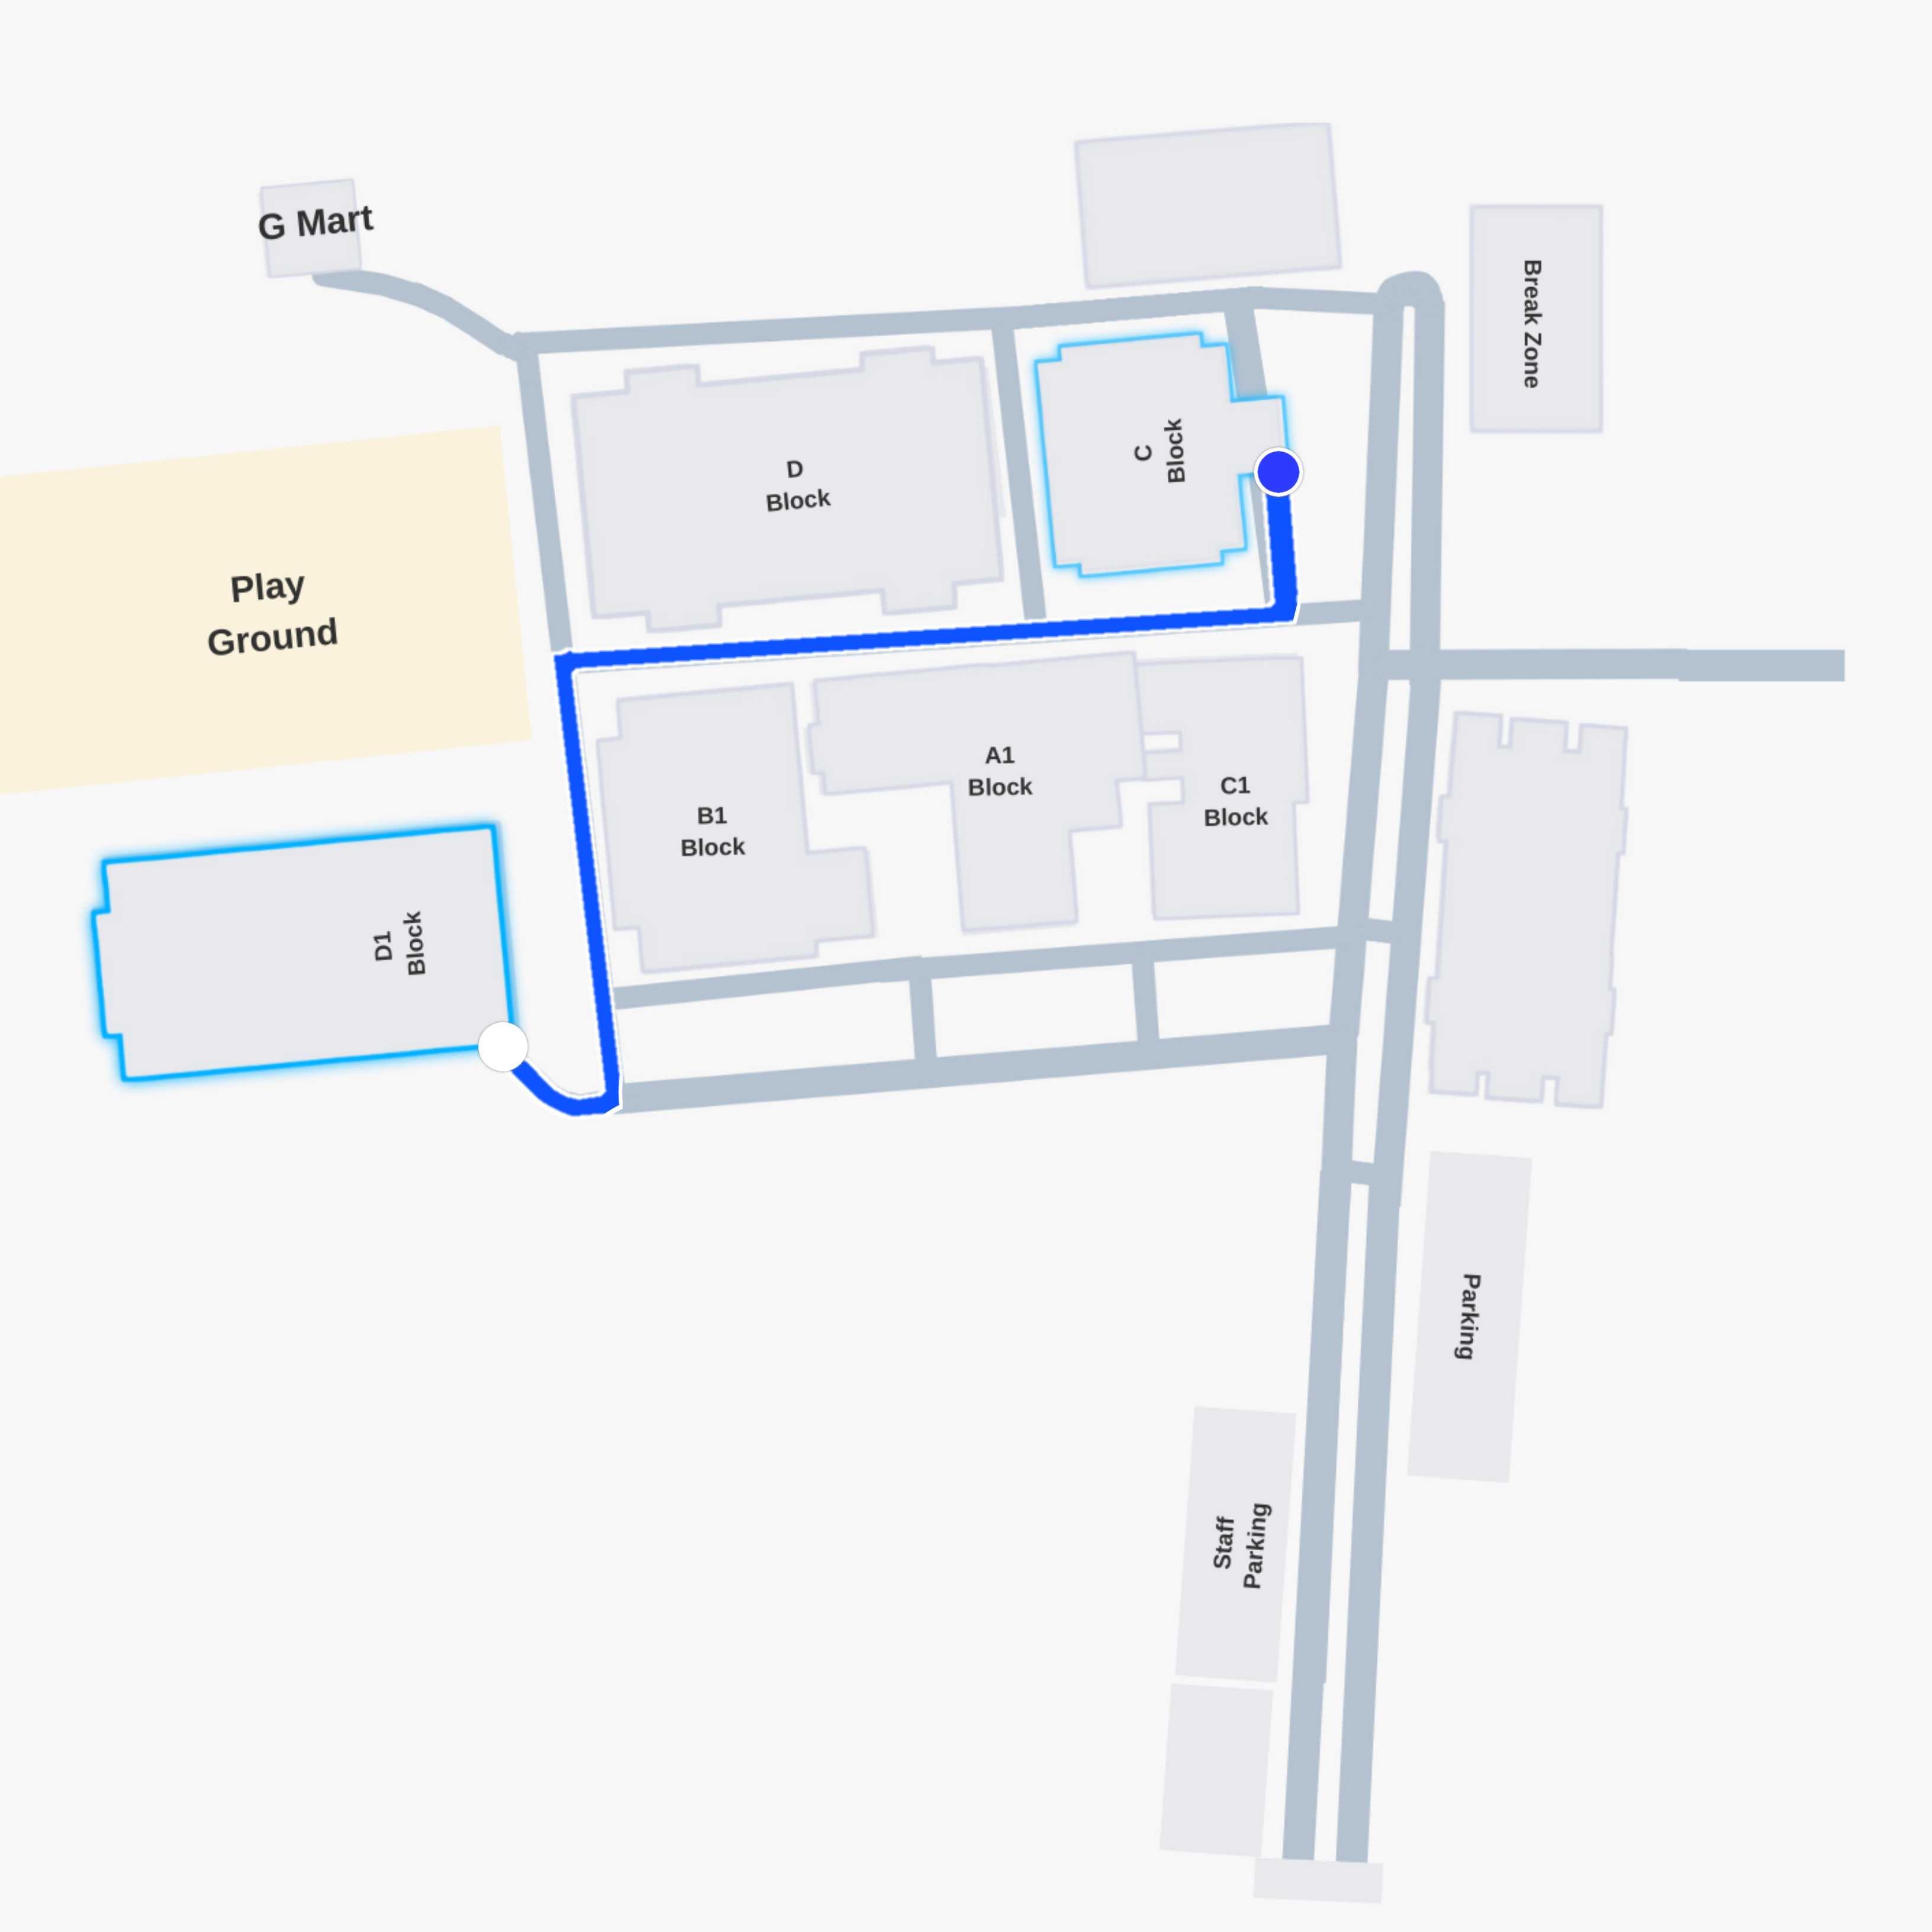 G Mart
Break Zone
C
Block
D
Block
Play
Ground
A1
Block
C1
Block
B1
Block
D1
Block
Parking
Staff
Parking